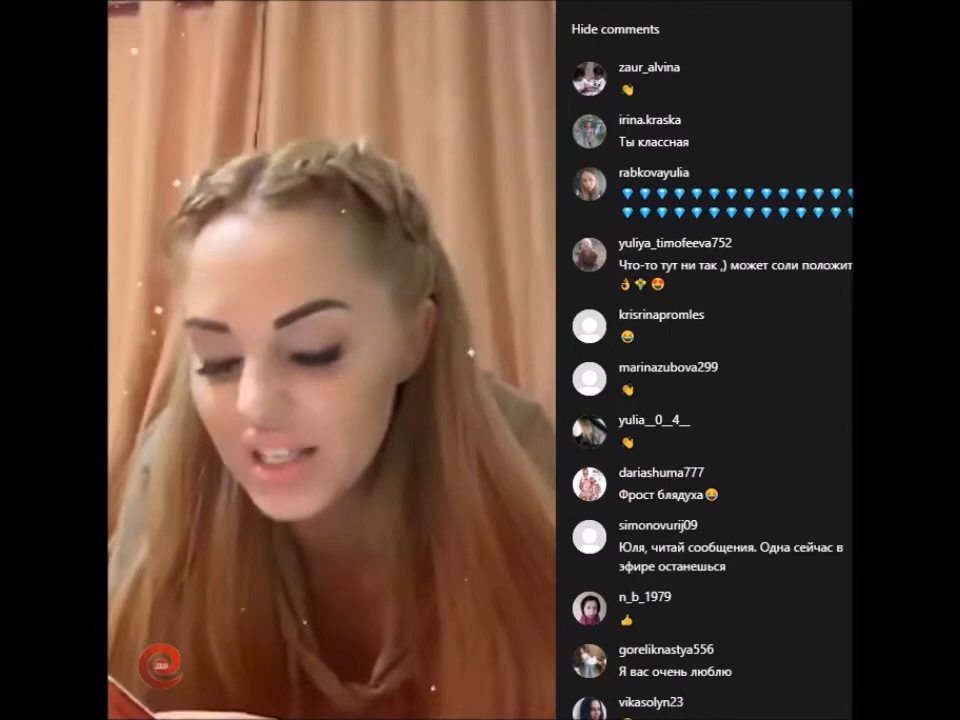 Hide comments
zaur_alvina
irina.kraska
Ты классная
rabkovayulia
yuliya_timofeeva752
Что-то тут ни так ,) может соли положит
krisrinapromles
marinazubova299
yulia__0__4__
dariashuma777
Фрост блядуха
simonovurij09
Юля, читай сообщения. Одна сейчас в
эфире останешься
n_b_1979
goreliknastya556
Я вас очень люблю
vikasolyn23